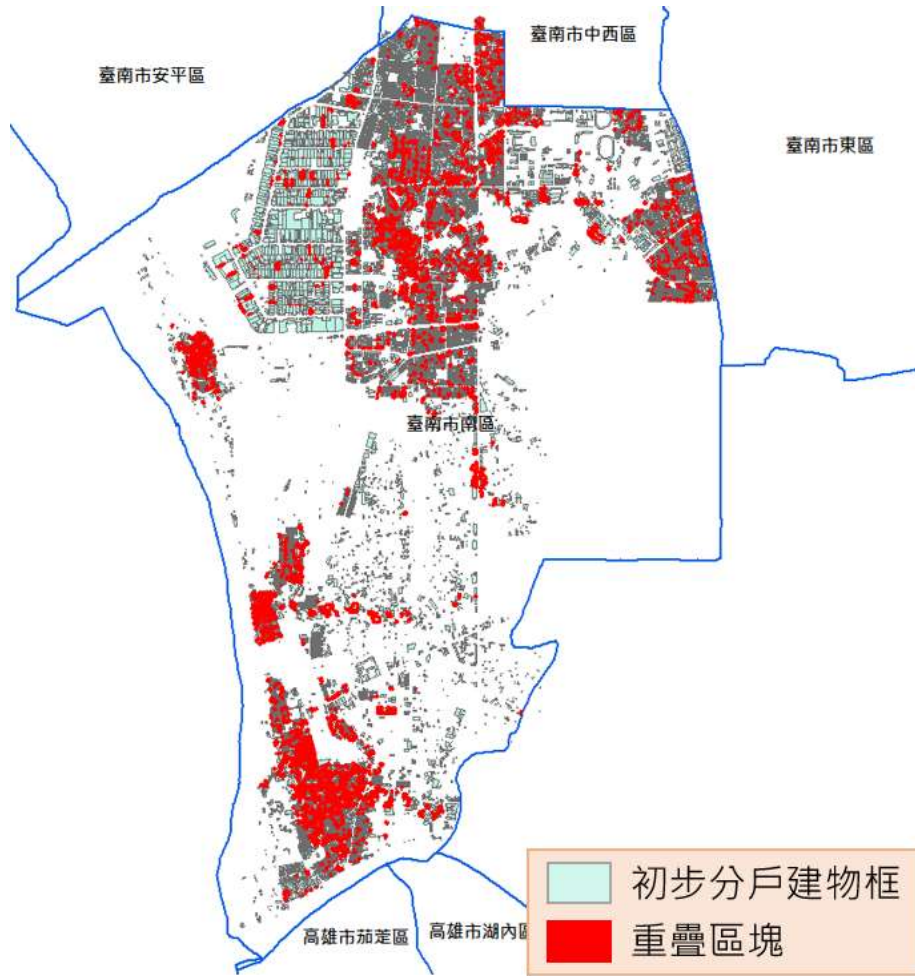 臺南市中西區
臺南市安平區
臺南市東區
臺南市南區
初步分戶建物框
重疊區塊
高雄市茄萣區
高雄市湖內區